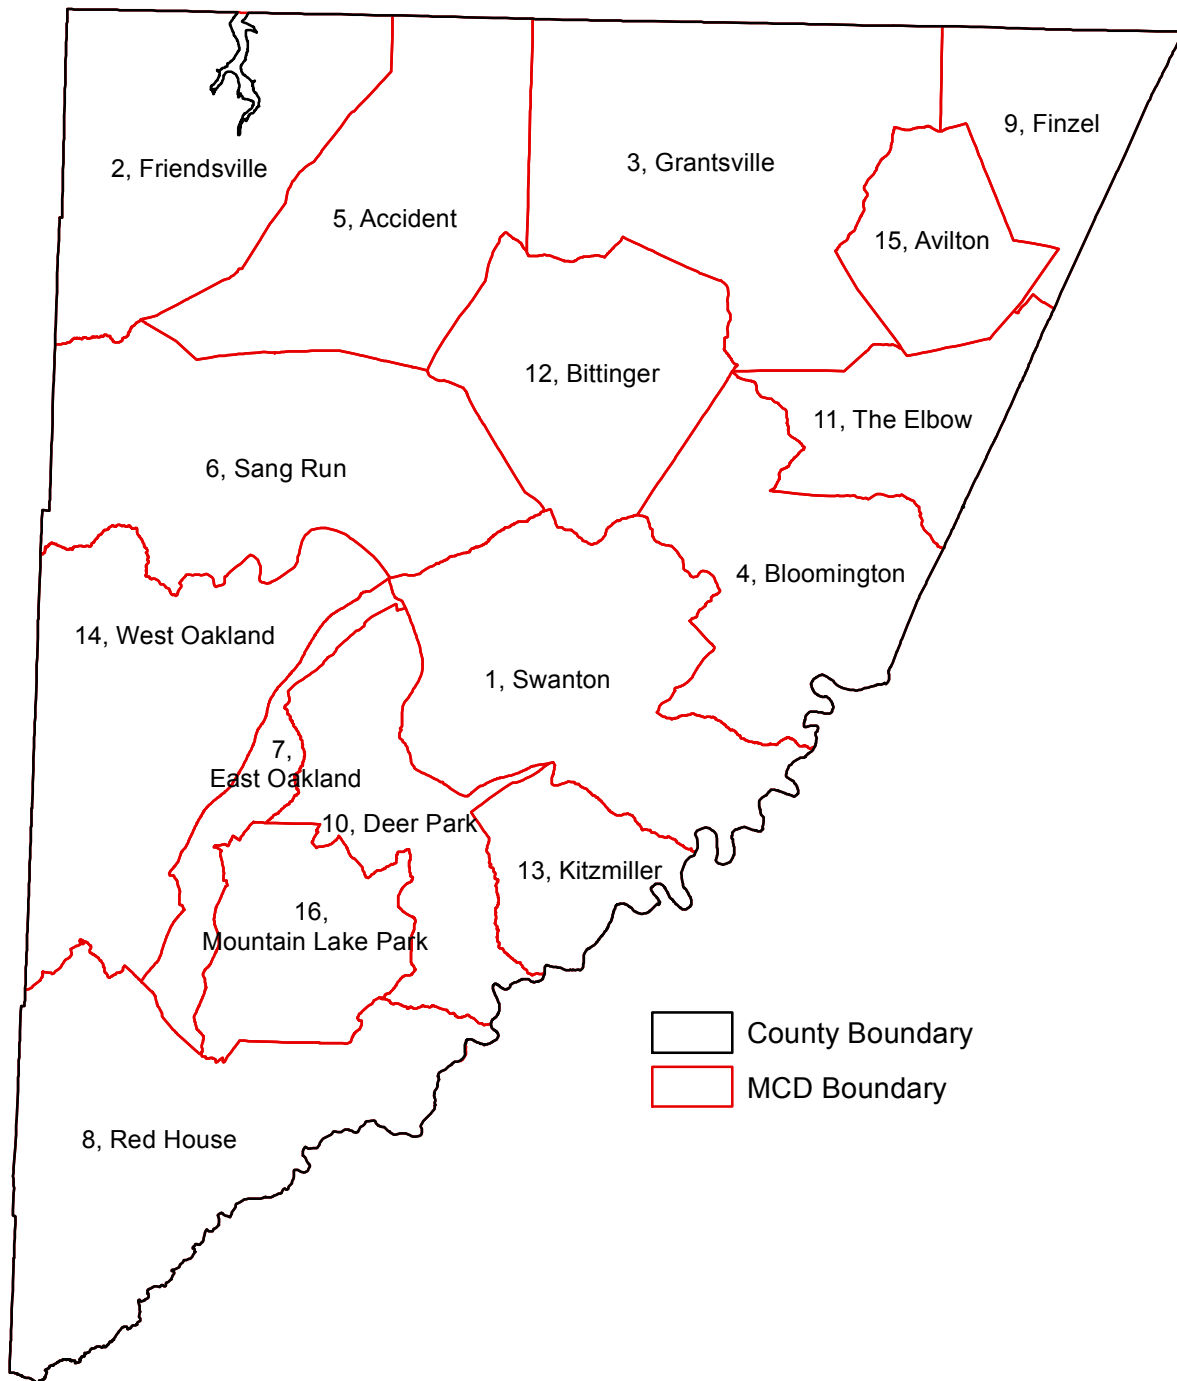 9, Finzel
3, Grantsville
2, Friendsville
5, Accident
15, Avilton
12, Bittinger
11, The Elbow
6, Sang Run
4, Bloomington
14, West Oakland
1, Swanton
7,
East Oakland
10, Deer Park
13, Kitzmiller
16,
Mountain Lake Park
County Boundary
MCD Boundary
8, Red House